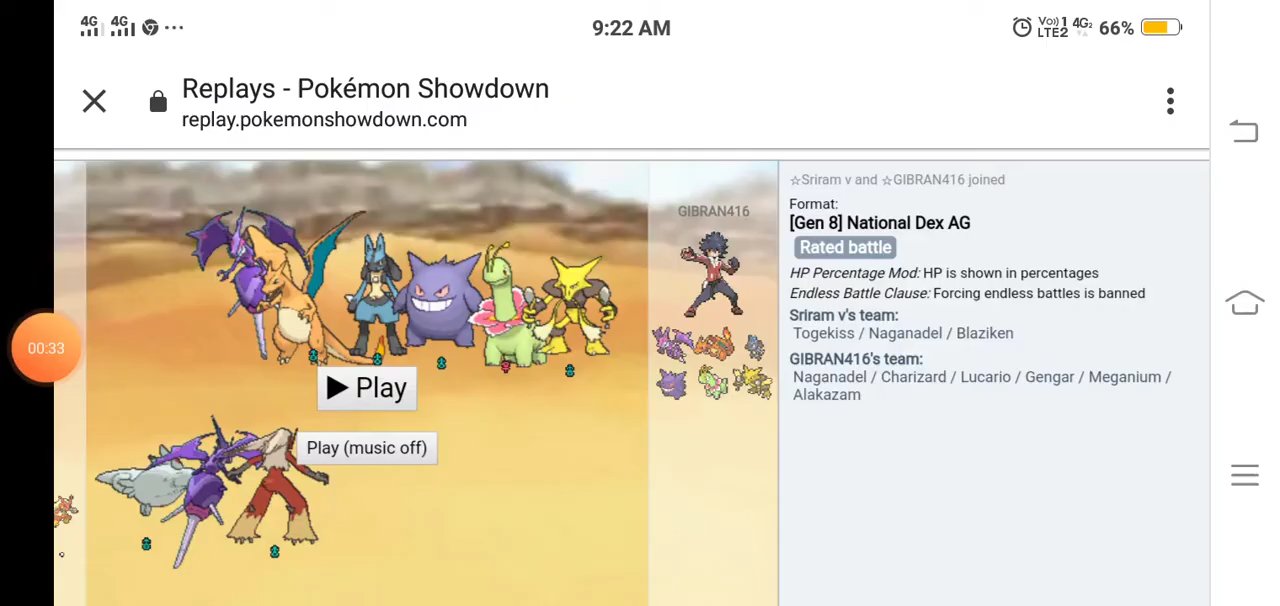 4G 4G 9:22 AM Vo) 1 4G2 66%
LTE2
Replays - Pokémon Showdown
replay.pokemonshowdown.com
☆Sriram v and ☆GIBRAN416 joined
Format:
[Gen 8] National Dex AG
Rated battle
HP Percentage Mod: HP is shown in percentages
Endless Battle Clause: Forcing endless battles is banned
Sriram v's team:
Togekiss / Naganadel / Blaziken
GIBRAN416's team:
Naganadel / Charizard / Lucario / Gengar / Meganium /
Alakazam
GIBRAN416
00:33
Play
Play (music off)